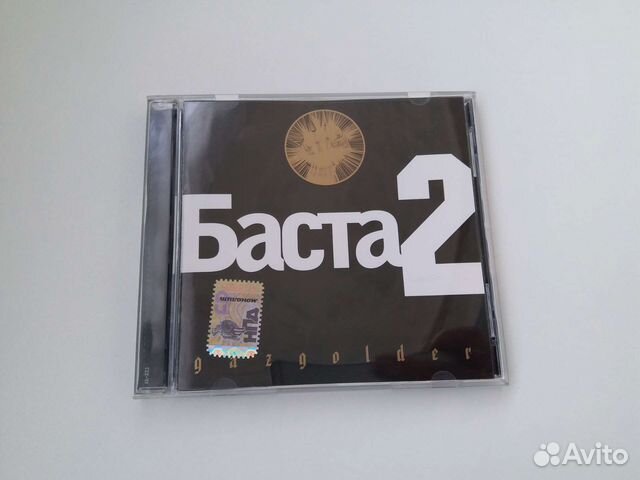 Баста 2
gazgolder
Avito